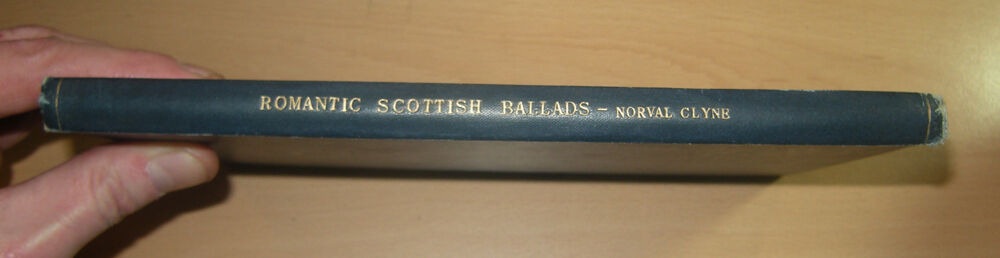 ROMANTIC SCOTTISH BALLADS – NORVAL CLYNE